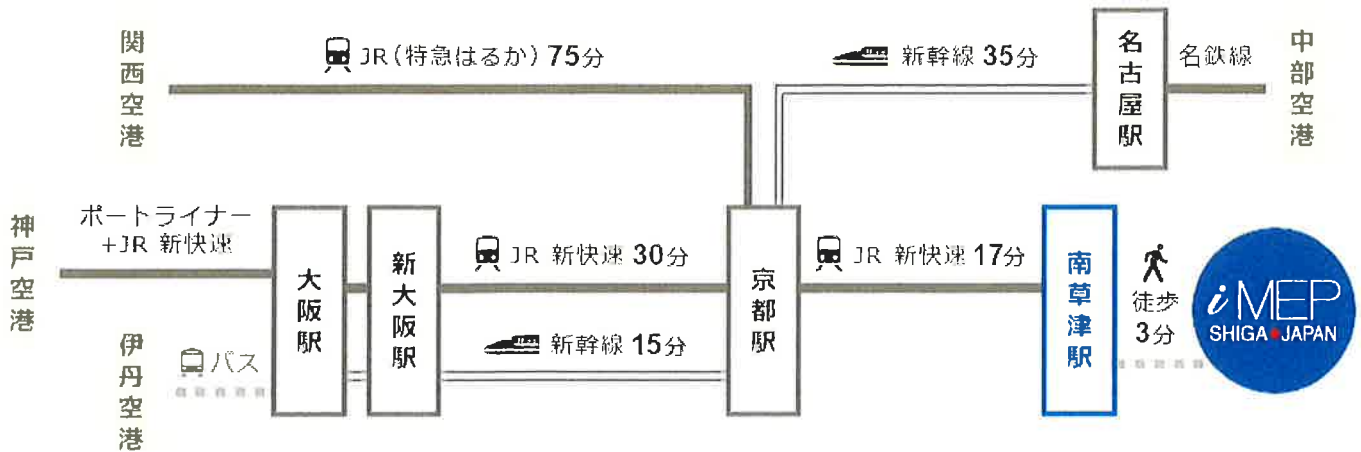 関西空港
JR(特急はるか) 75分
新幹線 35分
名古屋駅
名鉄線
中部空港
神戸空港
ポートライナー
+JR 新快速
大阪駅
新大阪駅
JR 新快速 30分
京都駅
JR 新快速 17分
南草津駅
徒歩
3分
iMEP
SHIGA JAPAN
伊丹空港
バス
新幹線 15分